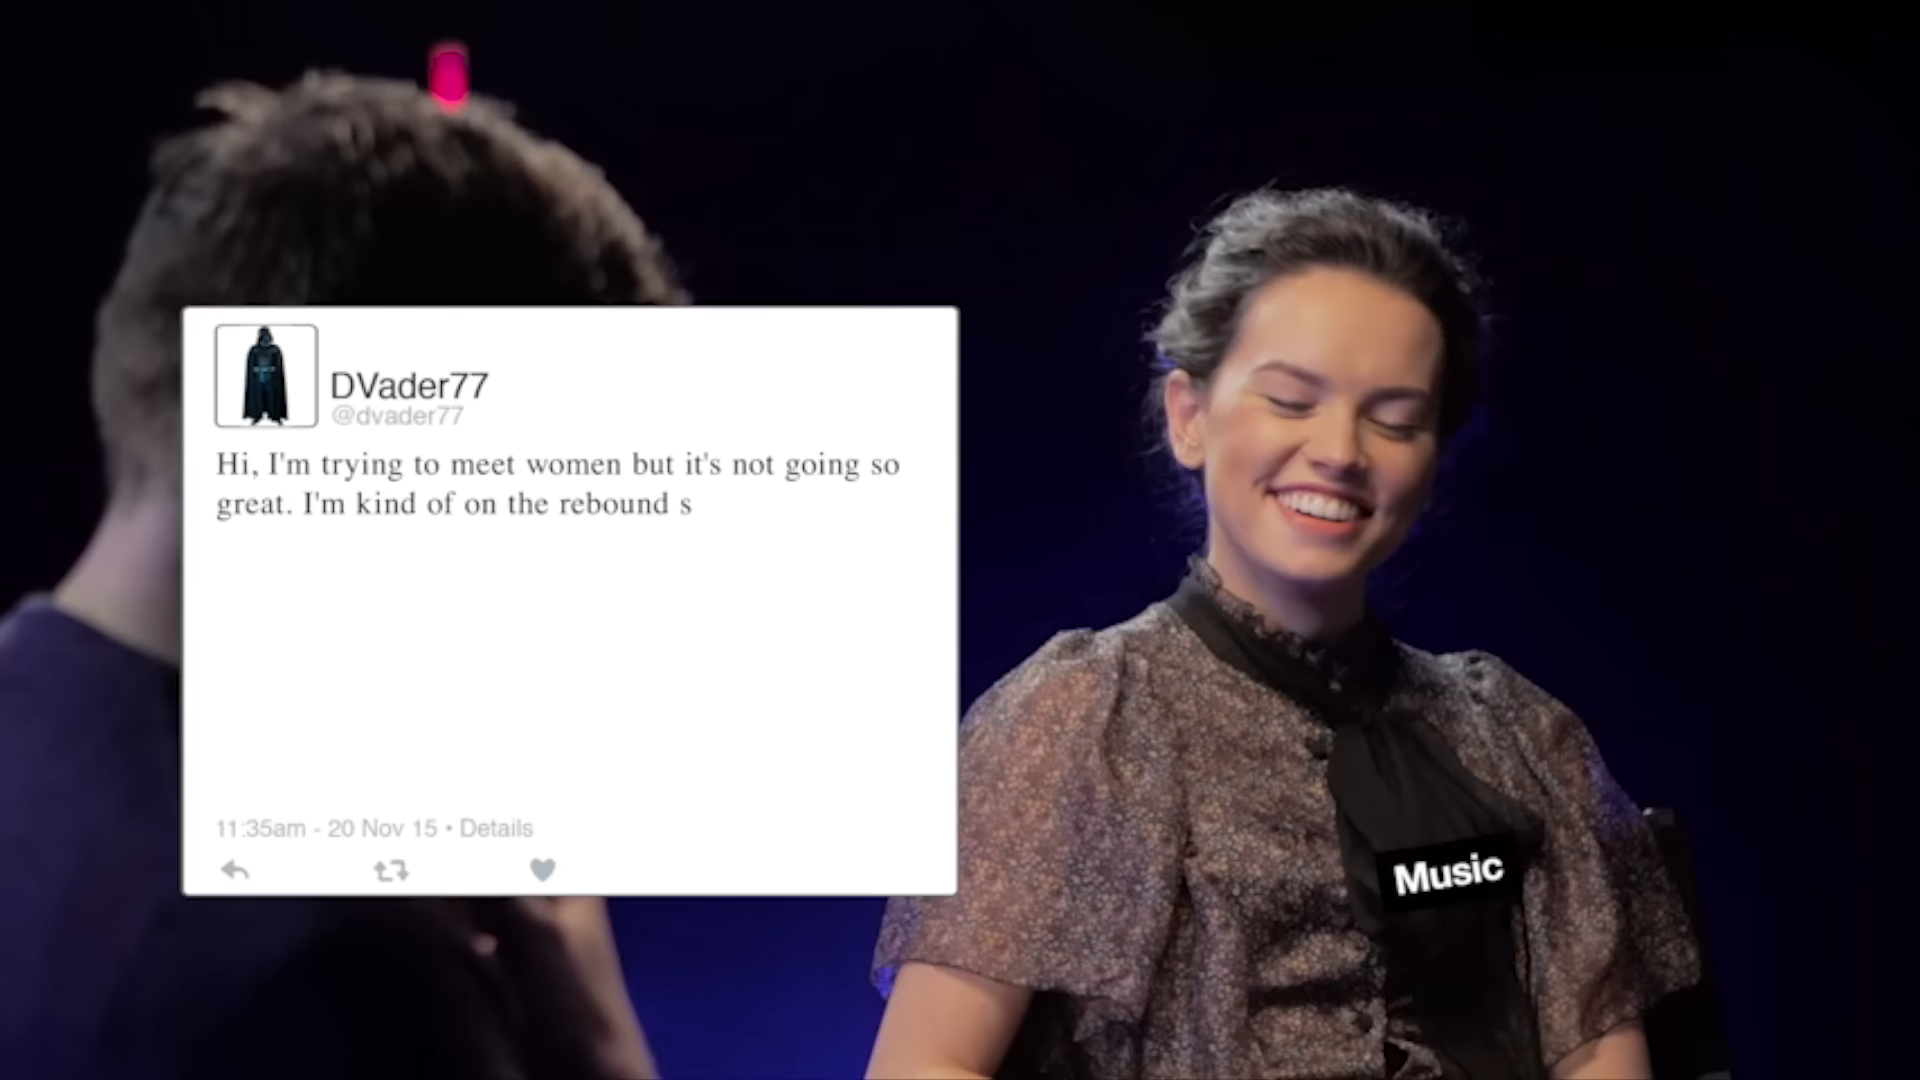 DVader77
@dvader77
Hi, I'm trying to meet women but it's not going so
great. I'm kind of on the rebound s
11:35am - 20 Nov 15 • Details
Music